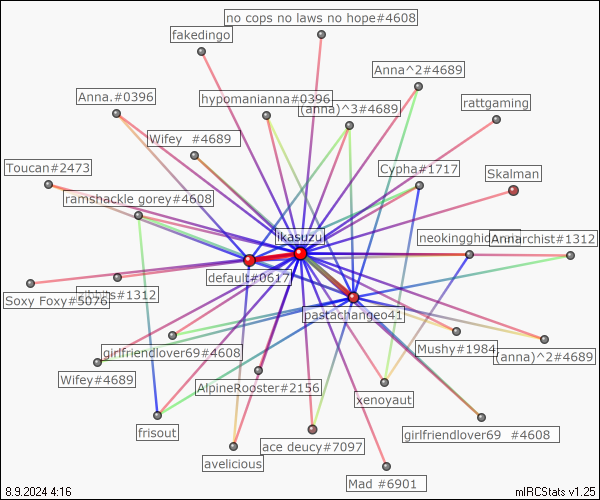 no cops no laws no hope#4608
fakedingo
Anna^2#4689
Anna.#0396
hypomanianna#0396
(anna)^3#4689
rattgaming
Wifey #4689
Toucan#2473
Cypha#1717
Skalman
ramshackle gorey#4608
ikasuzu
Annarchist#1312
default#0617
#1312
Soxy Foxy#5076
pastachangeo41
girlfriendlover69#4608
Mushy#1984
(anna)^2#4689
Wifey#4689
AlpineRooster#2156
xenoyaut
frisout
girlfriendlover69 #4608
ace deucy#7097
avelicious
Mad #6901
8.9.2024 4:16
mIRCStats v1.25